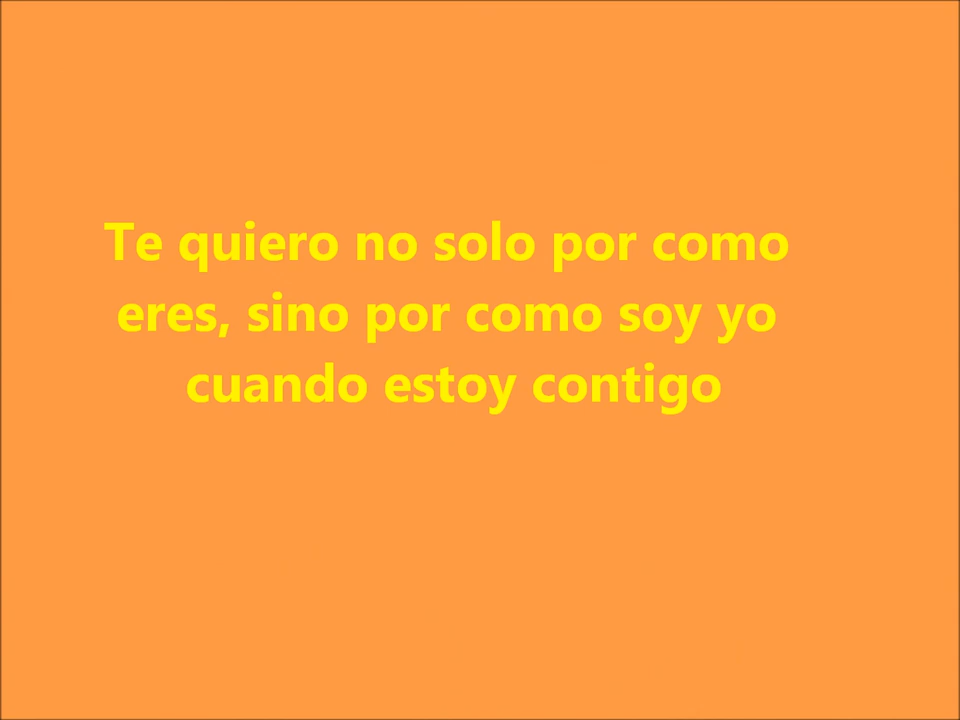 Te quiero no solo por como
eres, sino por como soy yo
cuando estoy contigo